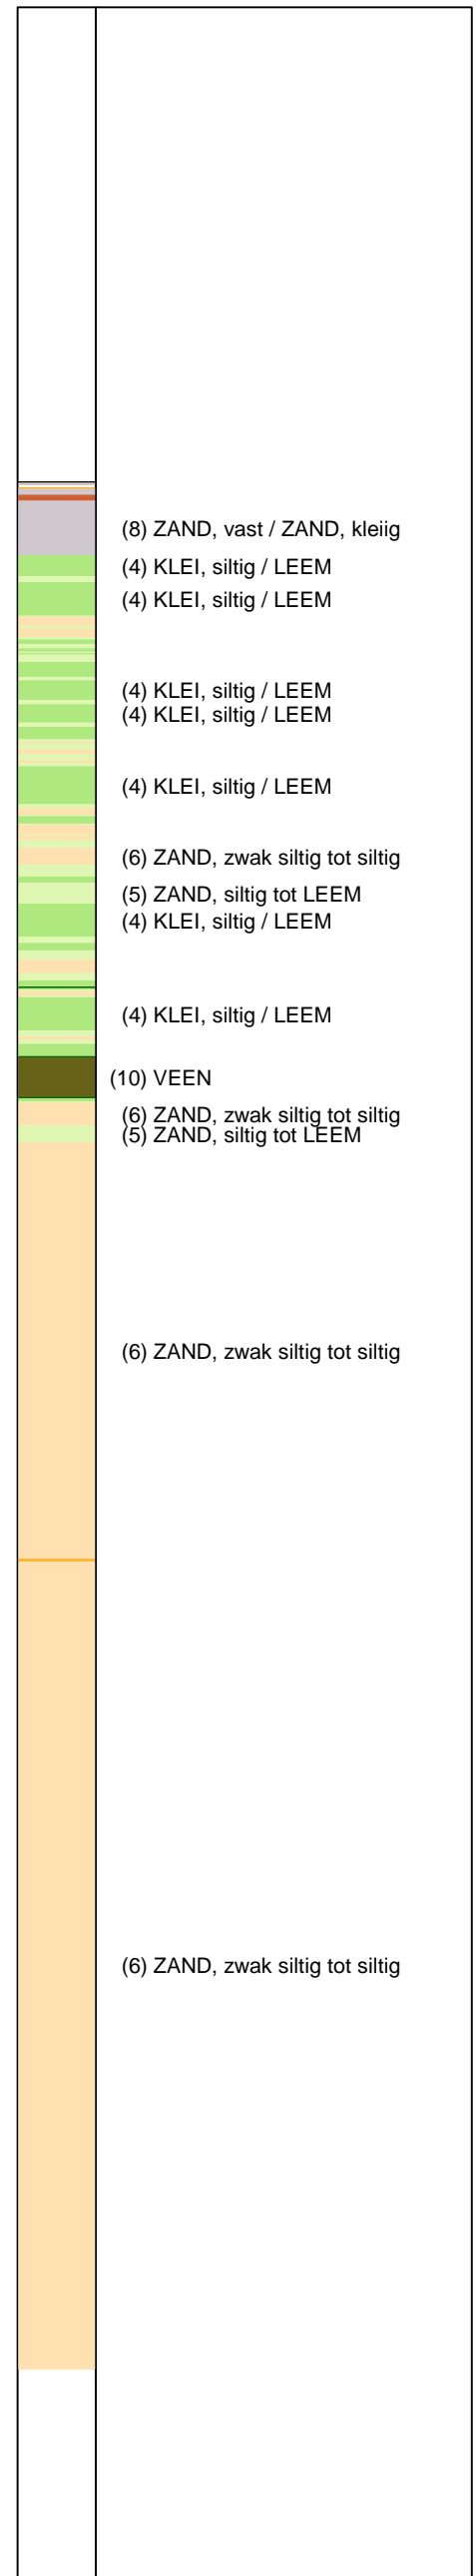 (8) ZAND, vast / ZAND, kleiig
(4) KLEI, siltig / LEEM
(4) KLEI, siltig / LEEM
(4) KLEI, siltig / LEEM
(4) KLEI, siltig / LEEM
(4) KLEI, siltig / LEEM
(6) ZAND, zwak siltig tot siltig
(5) ZAND, siltig tot LEEM
(4) KLEI, siltig / LEEM
(4) KLEI, siltig / LEEM
(10) VEEN
(6) ZAND, zwak siltig tot siltig
(5) ZAND, siltig tot LEEM
(6) ZAND, zwak siltig tot siltig
(6) ZAND, zwak siltig tot siltig